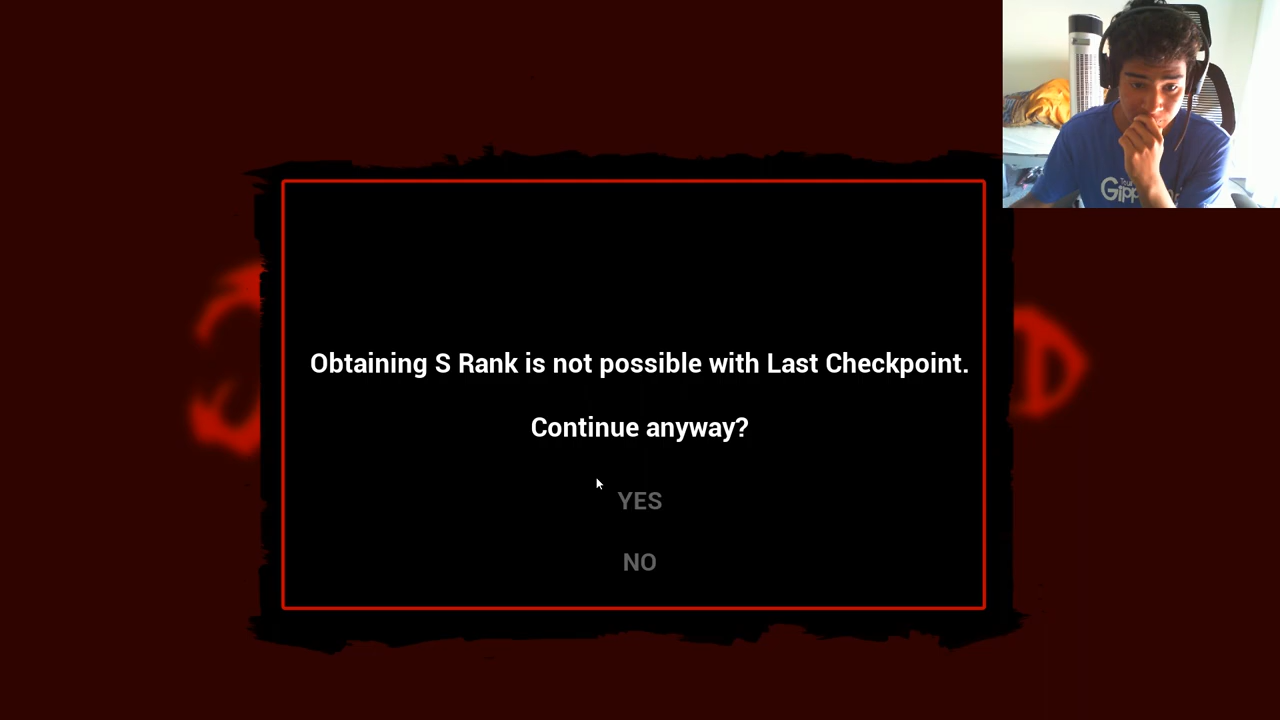 Obtaining S Rank is not possible with Last Checkpoint.
Continue anyway?
YES
NO